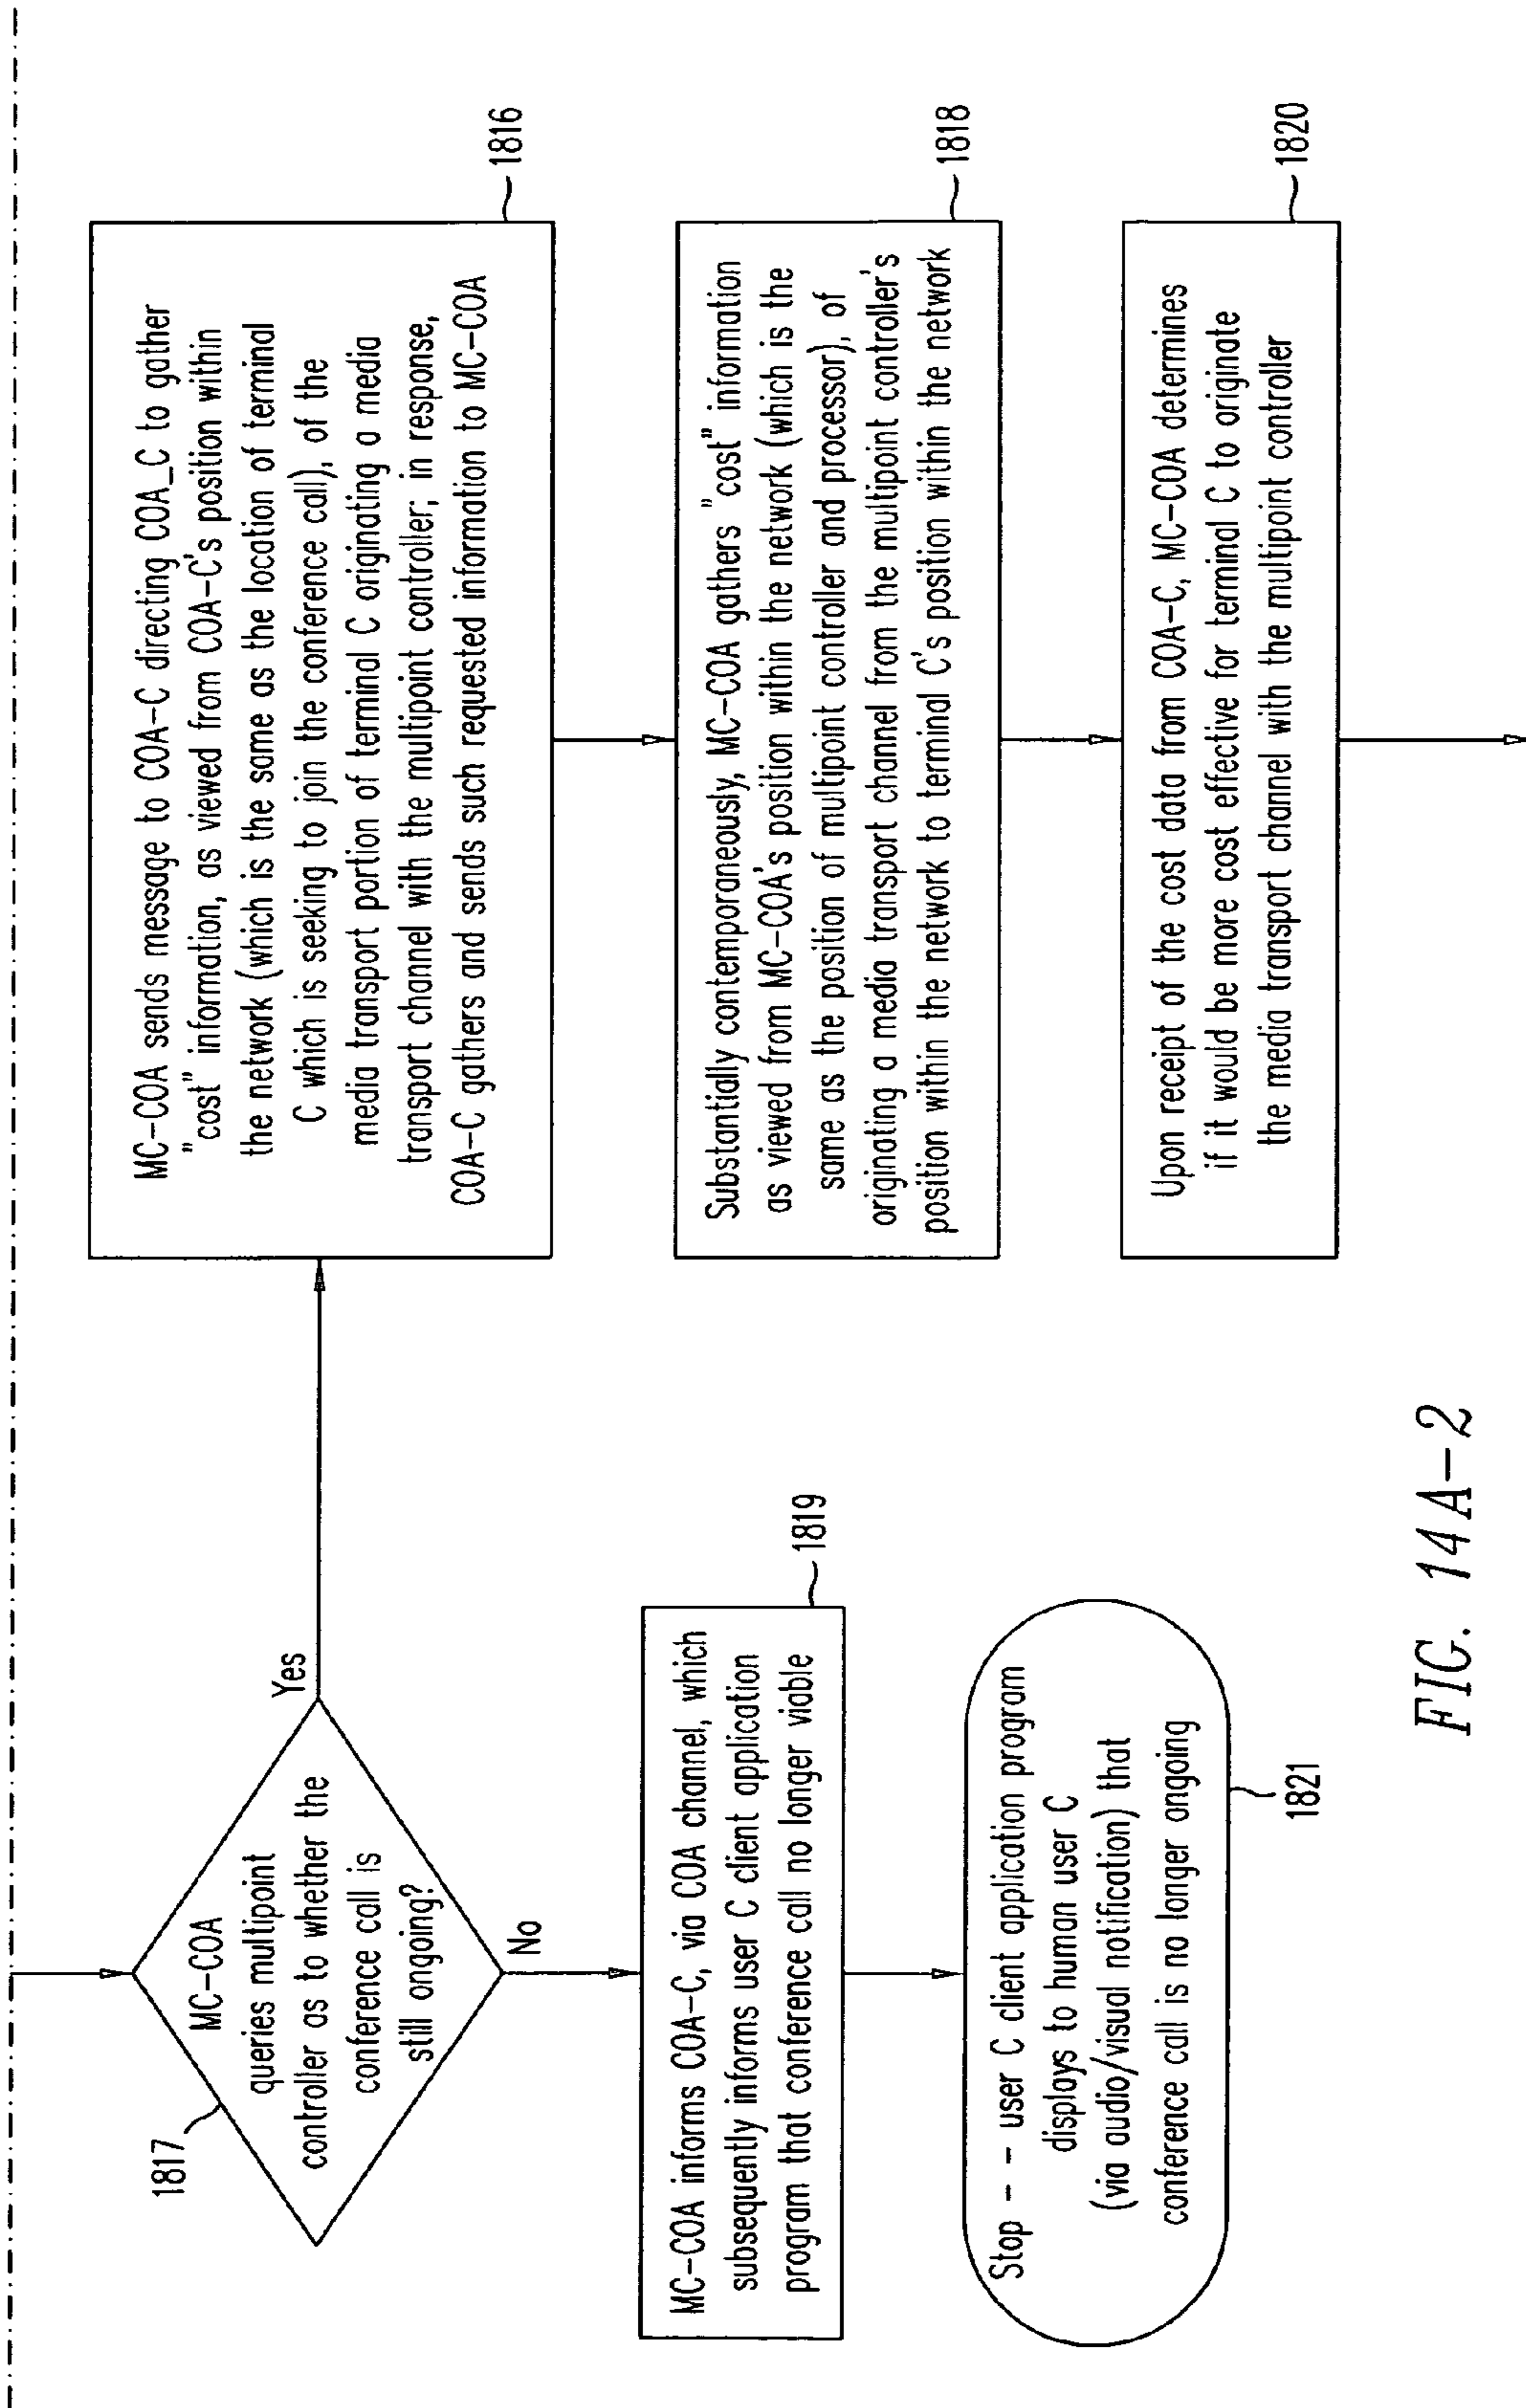 1817
MC-COA
queries multipoint
controller as to whether the
conference call is
still ongoing?
Yes
No
MC-COA sends message to COA-C directing COA_C to gather
"cost" information, as viewed from COA-C's position within
the network (which is the same as the location of terminal
C which is seeking to join the conference call), of the
media transport portion of terminal C originating a media
transport channel with the multipoint controller; in response,
COA-C gathers and sends such requested information to MC-COA
1816
Substantially contemporaneously, MC-COA gathers "cost" information
as viewed from MC-COA's position within the network (which is the
same as the position of multipoint controller and processor), of
originating a media transport channel from the multipoint controller's
position within the network to terminal C's position within the network
1818
Upon receipt of the cost data from COA-C, MC-COA determines
if it would be more cost effective for terminal C to originate
the media transport channel with the multipoint controller
1820
MC-COA informs COA-C, via COA channel, which
subsequently informs user C client application
program that conference call no longer viable
1819
Stop - - user C client application program
displays to human user C
(via audio/visual notification) that
conference call is no longer ongoing
1821
FIG. 14A-2